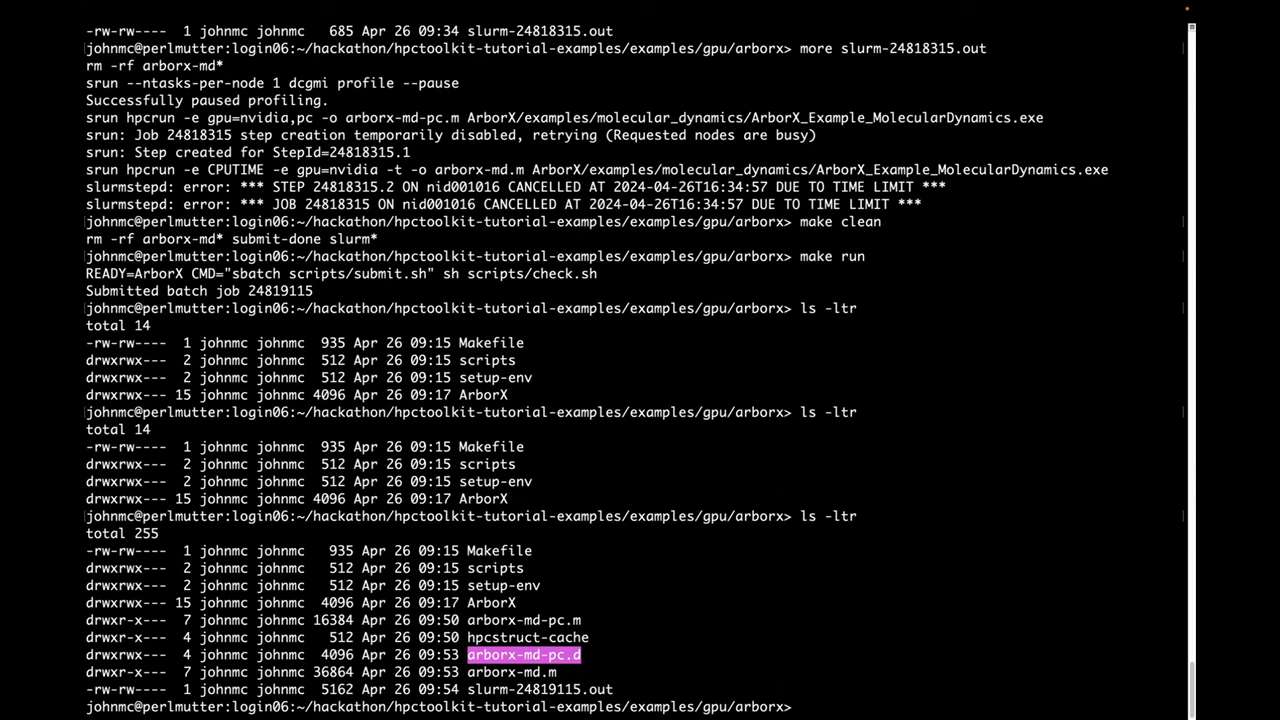 -rw-rw---- 1 johnmc johnmc 685 Apr 26 09:34 slurm-24818315.out
johnmc@perlmutter:login06:~/hackathon/hpctoolkit-tutorial-examples/examples/gpu/arborx> more slurm-24818315.out
rm -rf arborx-md*
srun --ntasks-per-node 1 dcgmi profile --pause
Successfully paused profiling.
srun hpcrun -e gpu=nvidia,pc -o arborx-md-pc.m ArborX/examples/molecular_dynamics/ArborX_Example_MolecularDynamics.exe
srun: Job 24818315 step creation temporarily disabled, retrying (Requested nodes are busy)
srun: Step created for StepId=24818315.1
srun hpcrun -e CPUTIME -e gpu=nvidia -t -o arborx-md.m ArborX/examples/molecular_dynamics/ArborX_Example_MolecularDynamics.exe
slurmstepd: error: *** STEP 24818315.2 ON nid001016 CANCELLED AT 2024-04-26T16:34:57 DUE TO TIME LIMIT ***
slurmstepd: error: *** JOB 24818315 ON nid001016 CANCELLED AT 2024-04-26T16:34:57 DUE TO TIME LIMIT ***
johnmc@perlmutter:login06:~/hackathon/hpctoolkit-tutorial-examples/examples/gpu/arborx> make clean
rm -rf arborx-md* submit-done slurm*
johnmc@perlmutter:login06:~/hackathon/hpctoolkit-tutorial-examples/examples/gpu/arborx> make run
READY=ArborX CMD="sbatch scripts/submit.sh" sh scripts/check.sh
Submitted batch job 24819115
johnmc@perlmutter:login06:~/hackathon/hpctoolkit-tutorial-examples/examples/gpu/arborx> ls -ltr
total 14
-rw-rw---- 1 johnmc johnmc 935 Apr 26 09:15 Makefile
drwxrwx--- 2 johnmc johnmc 512 Apr 26 09:15 scripts
drwxrwx--- 2 johnmc johnmc 512 Apr 26 09:15 setup-env
drwxrwx--- 15 johnmc johnmc 4096 Apr 26 09:17 ArborX
johnmc@perlmutter:login06:~/hackathon/hpctoolkit-tutorial-examples/examples/gpu/arborx> ls -ltr
total 14
-rw-rw---- 1 johnmc johnmc 935 Apr 26 09:15 Makefile
drwxrwx--- 2 johnmc johnmc 512 Apr 26 09:15 scripts
drwxrwx--- 2 johnmc johnmc 512 Apr 26 09:15 setup-env
drwxrwx--- 15 johnmc johnmc 4096 Apr 26 09:17 ArborX
johnmc@perlmutter:login06:~/hackathon/hpctoolkit-tutorial-examples/examples/gpu/arborx> ls -ltr
total 255
-rw-rw---- 1 johnmc johnmc 935 Apr 26 09:15 Makefile
drwxrwx--- 2 johnmc johnmc 512 Apr 26 09:15 scripts
drwxrwx--- 2 johnmc johnmc 512 Apr 26 09:15 setup-env
drwxrwx--- 15 johnmc johnmc 4096 Apr 26 09:17 ArborX
drwxr-x--- 7 johnmc johnmc 16384 Apr 26 09:50 arborx-md-pc.m
drwxr-x--- 4 johnmc johnmc 512 Apr 26 09:50 hpcstruct-cache
drwxrwx--- 4 johnmc johnmc 4096 Apr 26 09:53 arborx-md-pc.d
drwxr-x--- 7 johnmc johnmc 36864 Apr 26 09:53 arborx-md.m
-rw-rw---- 1 johnmc johnmc 5162 Apr 26 09:54 slurm-24819115.out
johnmc@perlmutter:login06:~/hackathon/hpctoolkit-tutorial-examples/examples/gpu/arborx>